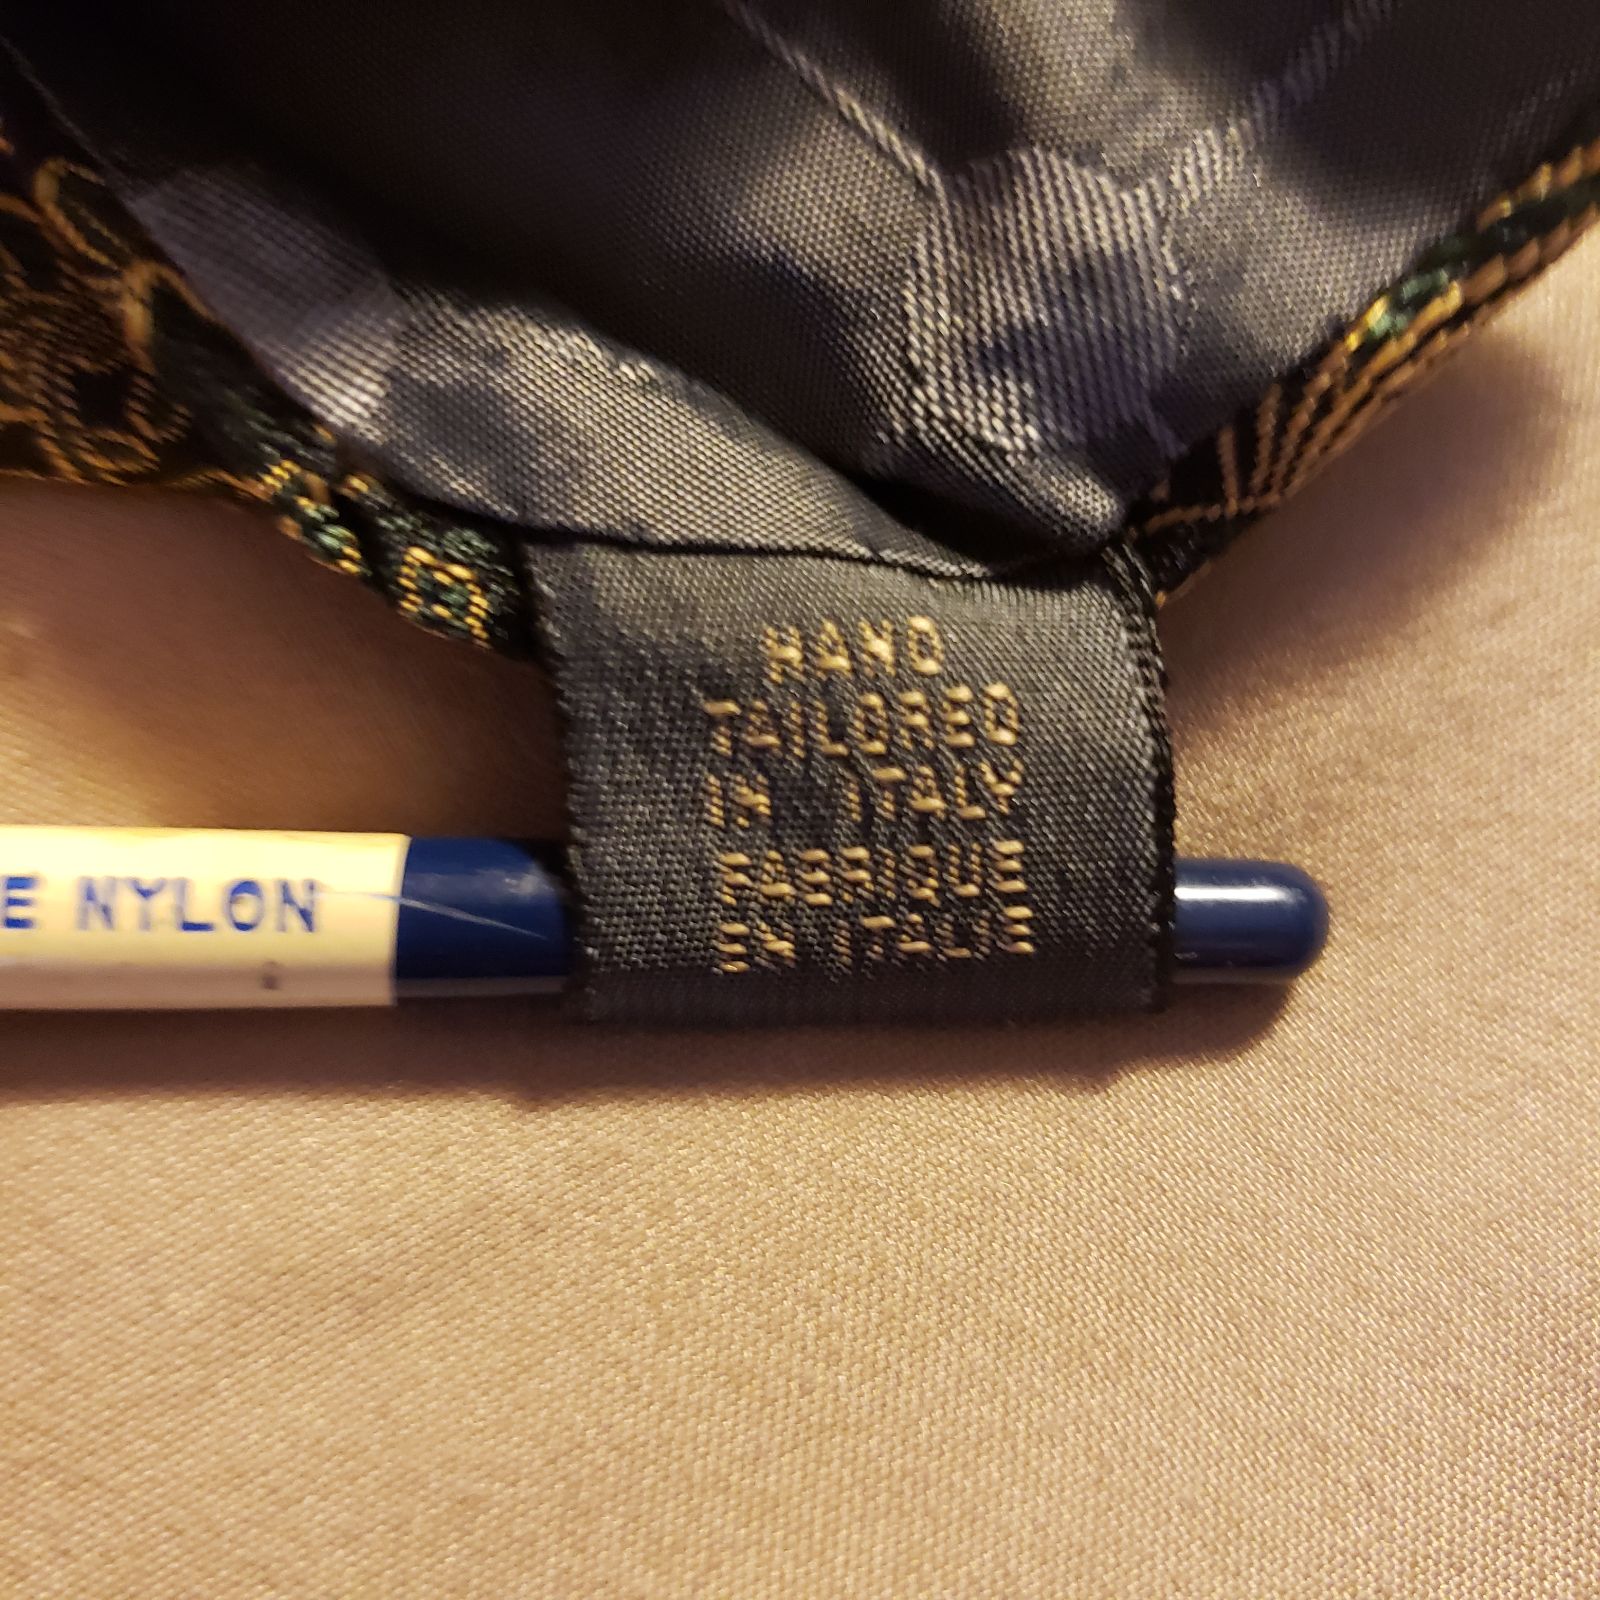 HAND
TAILORED
IN ITALY
FABRIQUE
EN ITALIE
E NYLON